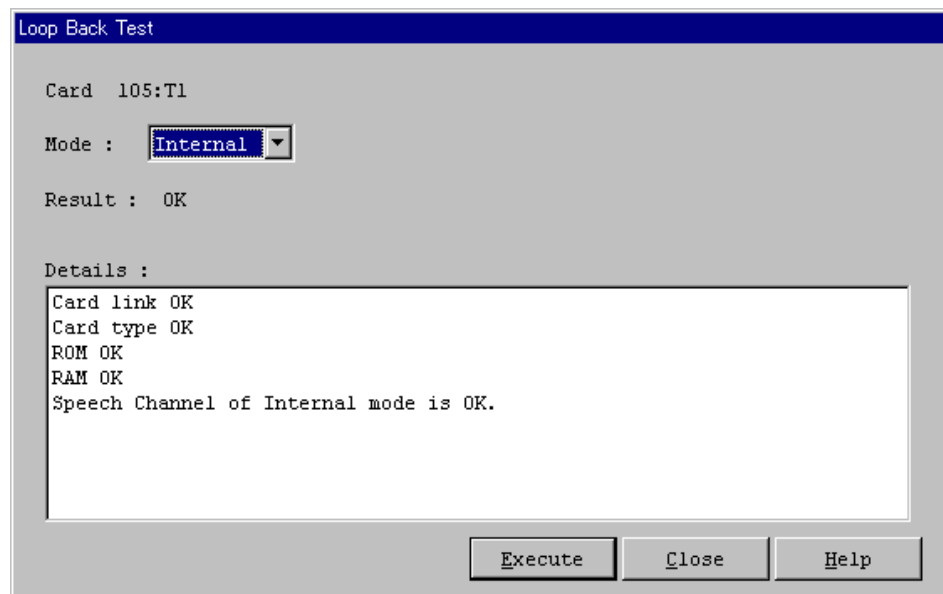 Loop Back Test
Card 105:T1
Mode : Internal
Result : OK
Details :
Card link OK
Card type OK
ROM OK
RAM OK
Speech Channel of Internal mode is OK.
Execute Close Help